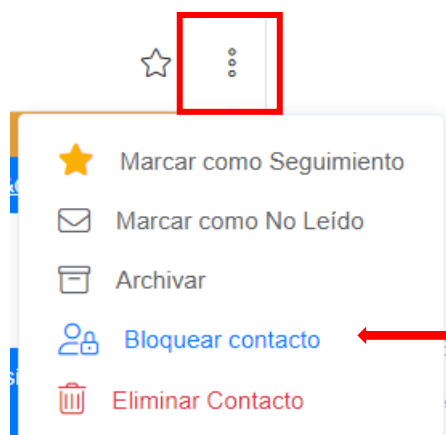 Marcar como Seguimiento
Marcar como No Leído
Archivar
Bloquear contacto
Eliminar Contacto